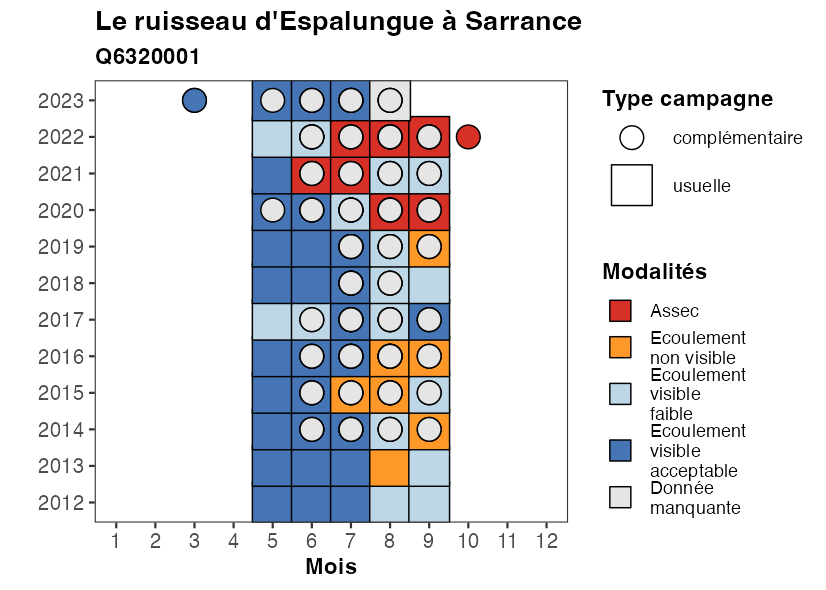 Le ruisseau d'Espalungue à Sarrance
Q6320001
2023
2022
2021
2020
2019
2018
2017
2016
2015
2014
2013
2012
1 2 3 4 5 6 7 8 9 10 11 12
Mois
Type campagne
complémentaire
usuelle
Modalités
Assec
Ecoulement
non visible
Ecoulement
visible
faible
Ecoulement
visible
acceptable
Donnée
manquante